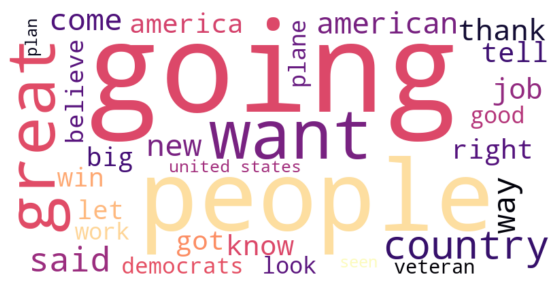 come
america
american
thank
plan
believe
going
plane
tell
great
job
good
big
new
want
right
united states
win
people
way
let
work
got
know
country
said
democrats
look
seen
veteran